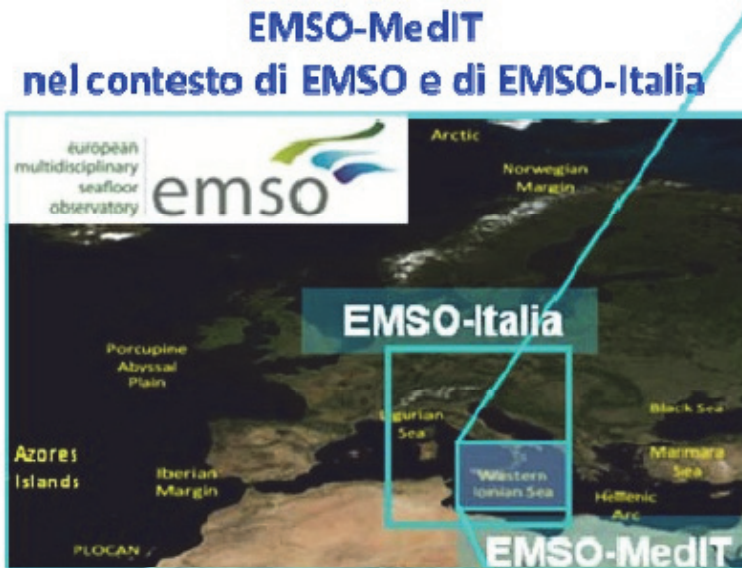 EMSO-MedIT
nel contesto di EMSO e di EMSO-Italia
european
multidisciplinary
seafloor
observatory
emso
Arctic
Norwegian
Margin
EMSO-Italia
Porcupine
Abyssal
Plain
Ligurian
Sea
Black Sea
Azores
Islands
Iberian
Margin
Western
Ionian Sea
Marmara
Sea
Hellenic
Arc
PLOCAN
EMSO-MedIT